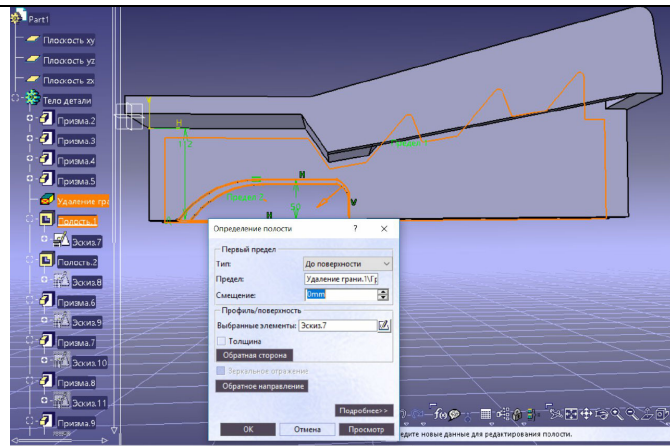 Part1
Плоскость xy
Плоскость yz
Плоскость zx
Тело детали
Призма.2
Призма.3
Призма.4
Призма.5
Удаление гра
Полость.1
Эскиз.7
Полость.2
Эскиз.8
Призма.6
Эскиз.9
Призма.7
Эскиз.10
Призма.8
Эскиз.11
Призма.9
H
H
V
H
Определение полости ? ×
Первый предел
Тип: До поверхности
Предел: Удаление грани.1\Гр
Смещение: 0mm
Профиль/поверхность
Выбранные элементы: Эскиз.7
Толщина
Обратная сторона
Зеркальное отражение
Обратное направление
Подробнее>>
OK Отмена Просмотр
едите новые данные для редактирования полости.